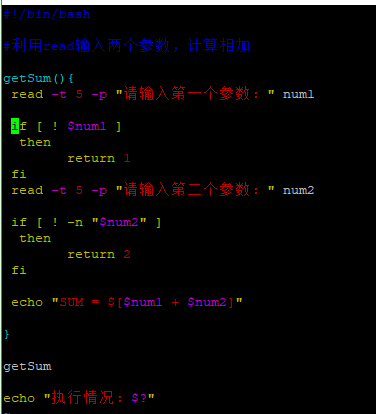 #!/bin/bash
#利用read输入两个参数、计算相加
getSum(){
read -t 5 -p "请输入第一个参数：" num1
if [ ! $num1 ]
then
return 1
fi
read -t 5 -p "请输入第二个参数：" num2
if [ ! -n "$num2" ]
then
return 2
fi
echo "SUM = $[$num1 + $num2]"
}
getSum
echo "执行情况：$?"